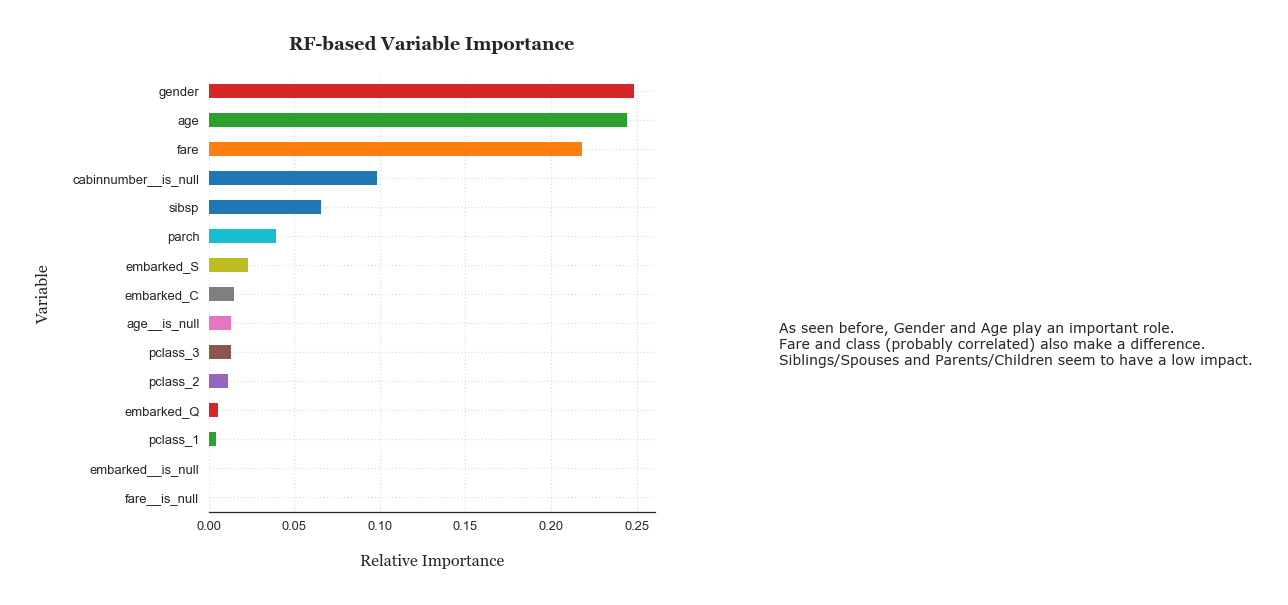 RF-based Variable Importance
gender
age
fare
cabinnumber__is_null
sibsp
parch
embarked_S
embarked_C
age__is_null
pclass_3
pclass_2
embarked_Q
pclass_1
embarked__is_null
fare__is_null
Variable
0.00 0.05 0.10 0.15 0.20 0.25
Relative Importance
As seen before, Gender and Age play an important role.
Fare and class (probably correlated) also make a difference.
Siblings/Spouses and Parents/Children seem to have a low impact.